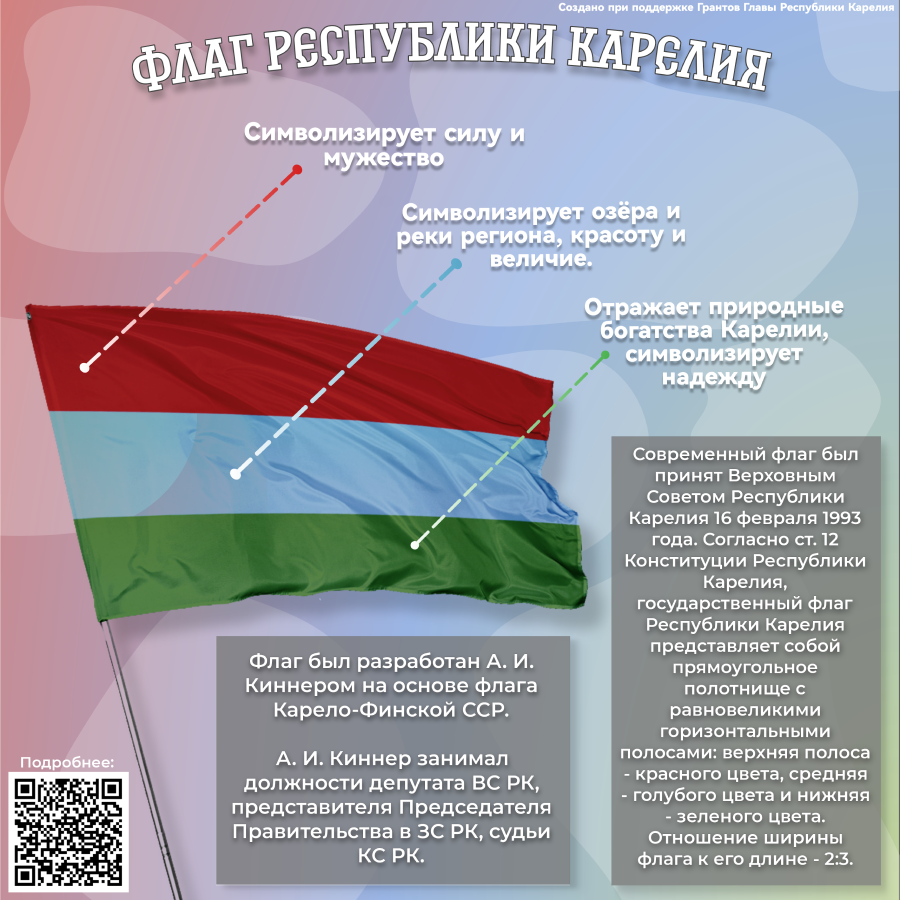 Создано при поддержке Грантов Главы Республики Карелия
ФЛАГ РЕСПУБЛИКИ КАРЕЛИЯ
Символизирует силу и
мужество
Символизирует озёра и
реки региона, красоту и
величие.
Отражает природные
богатства Карелии,
символизирует
надежду
Современный флаг был
принят Верховным
Советом Республики
Карелия 16 февраля 1993
года. Согласно ст. 12
Конституции Республики
Карелия,
государственный флаг
Республики Карелия
представляет собой
прямоугольное
полотнище с
равновеликими
горизонтальными
полосами: верхняя полоса
- красного цвета, средняя
- голубого цвета и нижняя
- зеленого цвета.
Отношение ширины
флага к его длине - 2:3.
Флаг был разработан А. И.
Киннером на основе флага
Карело-Финской ССР.
А. И. Киннер занимал
должности депутата ВС РК,
представителя Председателя
Правительства в ЗС РК, судьи
КС РК.
Подробнее: